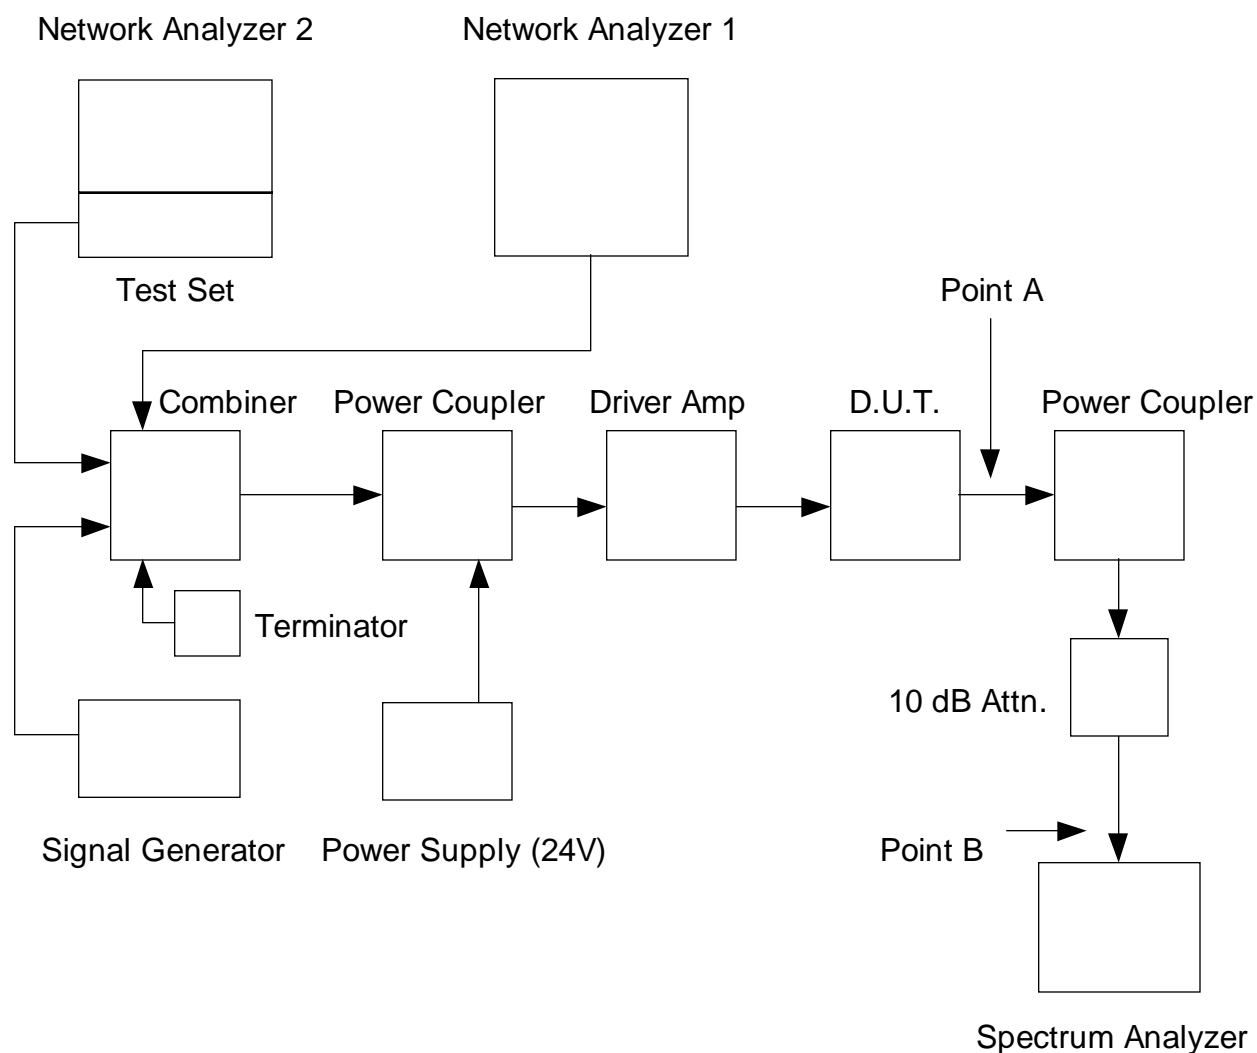 Network Analyzer 2
Network Analyzer 1
Test Set
Point A
Combiner
Power Coupler
Driver Amp
D.U.T.
Power Coupler
Terminator
10 dB Attn.
Signal Generator
Power Supply (24V)
Point B
Spectrum Analyzer